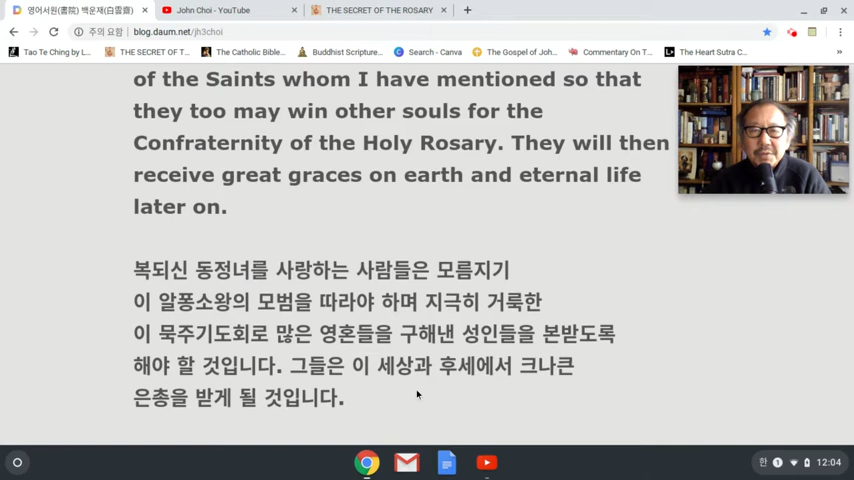 영어서원(書院) 백운재(白雲齋)
John Choi - YouTube
THE SECRET OF THE ROSARY
주의 요함
blog.daum.net/jh3choi
Tao Te Ching by L...
THE SECRET OF T...
The Catholic Bible...
Buddhist Scripture...
Search - Canva
The Gospel of Joh...
Commentary On T...
The Heart Sutra C...
of the Saints whom I have mentioned so that
they too may win other souls for the
Confraternity of the Holy Rosary. They will then
receive great graces on earth and eternal life
later on.
복되신 동정녀를 사랑하는 사람들은 모름지기
이 알퐁소왕의 모범을 따라야 하며 지극히 거룩한
이 묵주기도회로 많은 영혼들을 구해낸 성인들을 본받도록
해야 할 것입니다. 그들은 이 세상과 후세에서 크나큰
은총을 받게 될 것입니다.
한 1 12:04